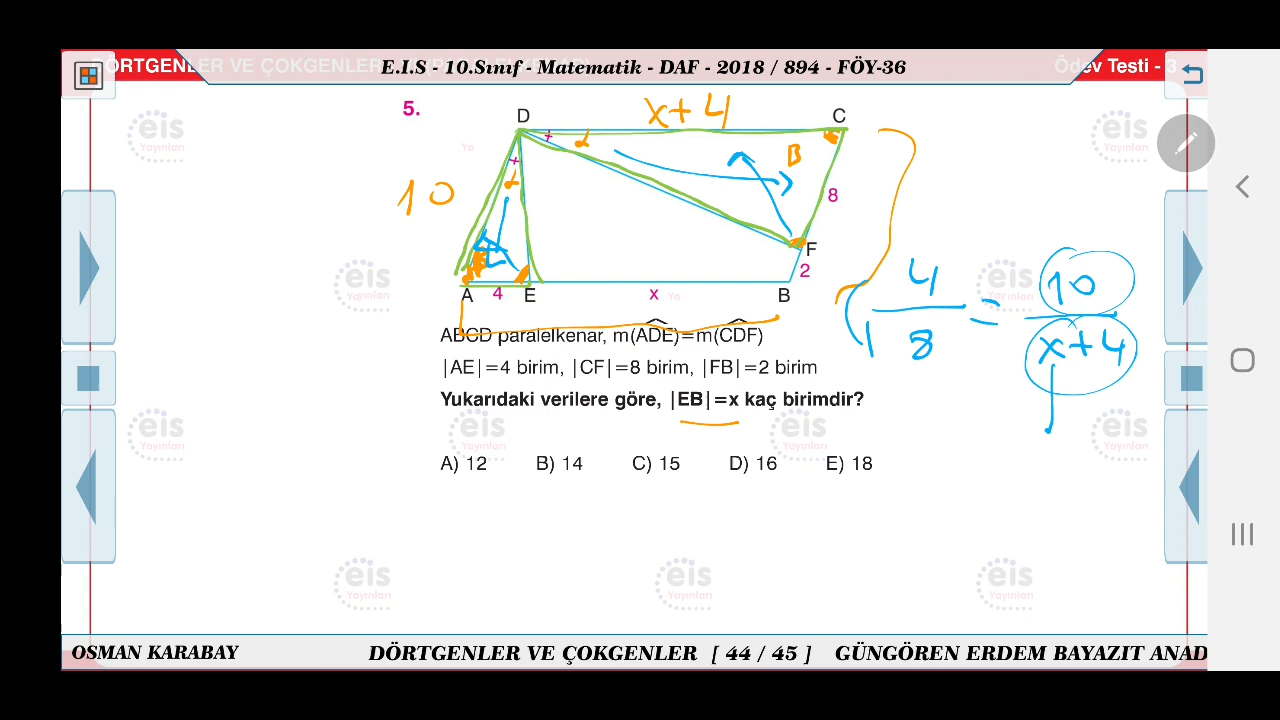 DÖRTGENLER VE ÇOKGENLER
E.I.S - 10.Sınıf - Matematik - DAF - 2018 / 894 - FÖY-36
Ödev Testi - 3
5.
D
x+4
C
10
α
α
B
8
F
2
A
4
E
x
B
4
8
=
10
x+4
ABCD paralelkenar, m(ADE)=m(CDF)
|AE|=4 birim, |CF|=8 birim, |FB|=2 birim
Yukarıdaki verilere göre, |EB|=x kaç birimdir?
A) 12 B) 14 C) 15 D) 16 E) 18
eis
Yayınları
OSMAN KARABAY
DÖRTGENLER VE ÇOKGENLER [ 44 / 45 ]
GÜNGÖREN ERDEM BAYAZIT ANAD